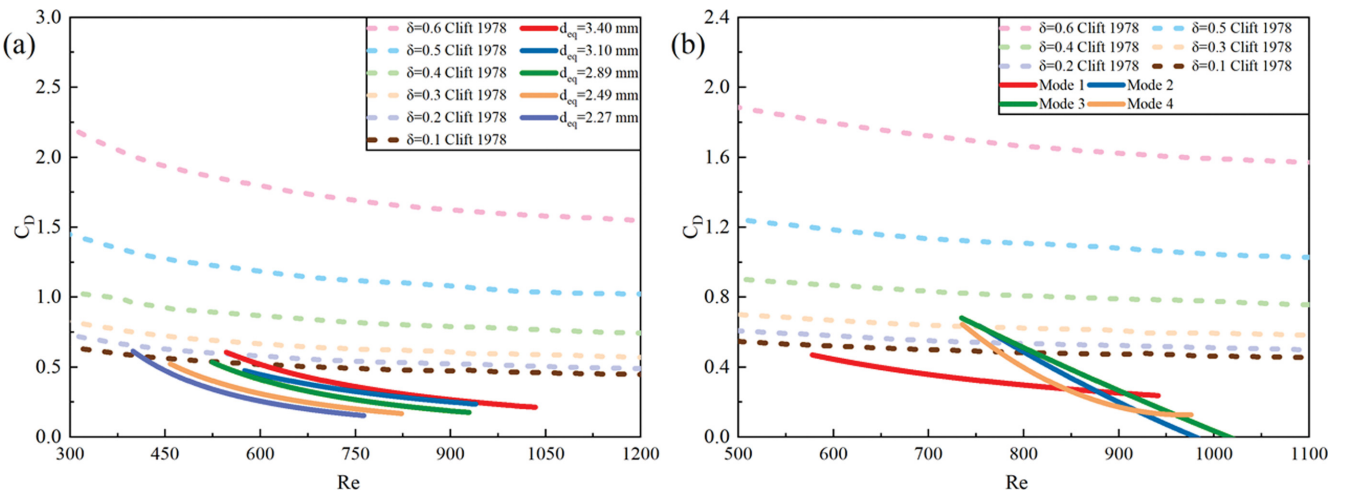 (a)
3.0
2.5
2.0
1.5
1.0
0.5
0.0
C_D
300 450 600 750 900 1050 1200
Re
δ=0.6 Clift 1978 d_eq=3.40 mm
δ=0.5 Clift 1978 d_eq=3.10 mm
δ=0.4 Clift 1978 d_eq=2.89 mm
δ=0.3 Clift 1978 d_eq=2.49 mm
δ=0.2 Clift 1978 d_eq=2.27 mm
δ=0.1 Clift 1978
(b)
2.4
2.0
1.6
1.2
0.8
0.4
0.0
C_D
500 600 700 800 900 1000 1100
Re
δ=0.6 Clift 1978 δ=0.5 Clift 1978
δ=0.4 Clift 1978 δ=0.3 Clift 1978
δ=0.2 Clift 1978 δ=0.1 Clift 1978
Mode 1 Mode 2
Mode 3 Mode 4